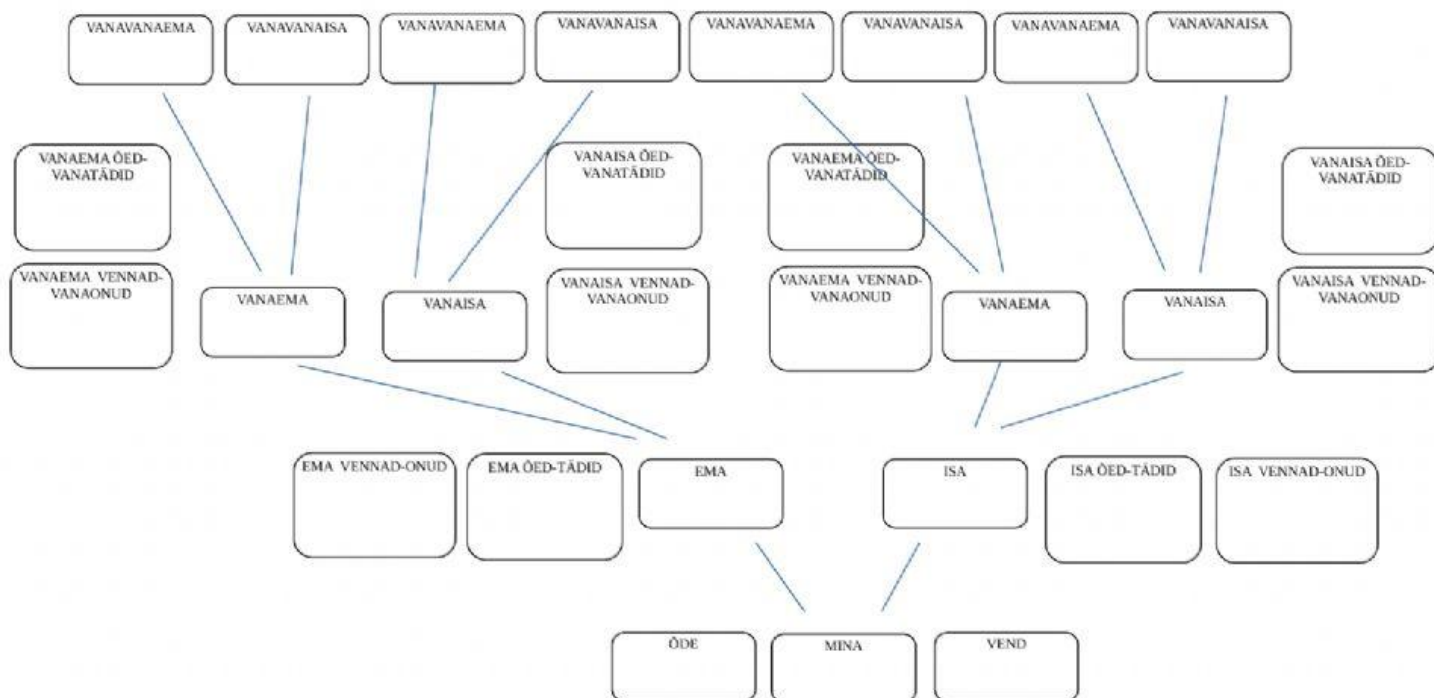 VANAVANAEMA
VANAVANAISA
VANAVANAEMA
VANAVANAISA
VANAVANAEMA
VANAVANAISA
VANAVANAEMA
VANAVANAISA
VANAEMA ÕED-
VANATÄDID
VANAISA ÕED-
VANATÄDID
VANAEMA ÕED-
VANATÄDID
VANAISA ÕED-
VANATÄDID
VANAEMA VENNAD-
VANAONUD
VANAEMA
VANAISA
VANAISA VENNAD-
VANAONUD
VANAEMA VENNAD-
VANAONUD
VANAEMA
VANAISA
VANAISA VENNAD-
VANAONUD
EMA VENNAD-ONUD
EMA ÕED-TÄDID
EMA
ISA
ISA ÕED-TÄDID
ISA VENNAD-ONUD
ÕDE
MINA
VEND